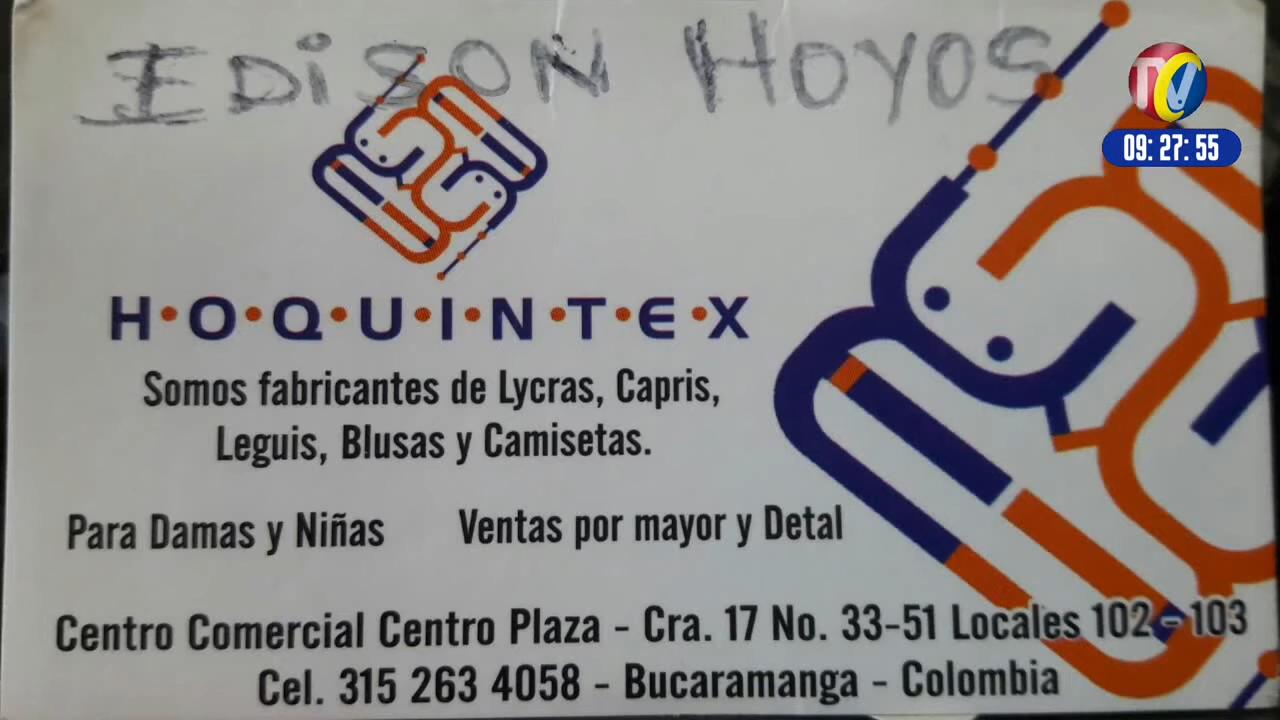 EDISON HOYOS
TVC
09: 27: 55
H•O•Q•U•I•N•T•E•X
Somos fabricantes de Lycras, Capris,
Leguis, Blusas y Camisetas.
Para Damas y Niñas Ventas por mayor y Detal
Centro Comercial Centro Plaza - Cra. 17 No. 33-51 Locales 102 - 103
Cel. 315 263 4058 - Bucaramanga - Colombia